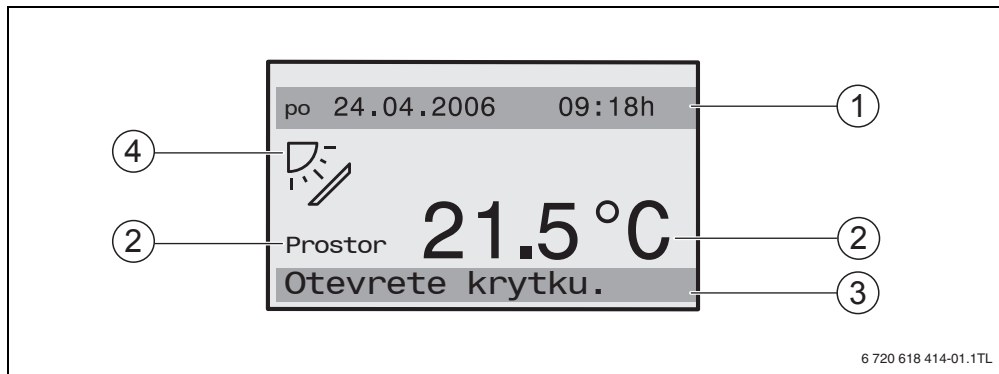 po 24.04.2006 09:18h
1
4
2
Prostor 21.5°C
2
Otevrete krytku.
3
6 720 618 414-01.1TL